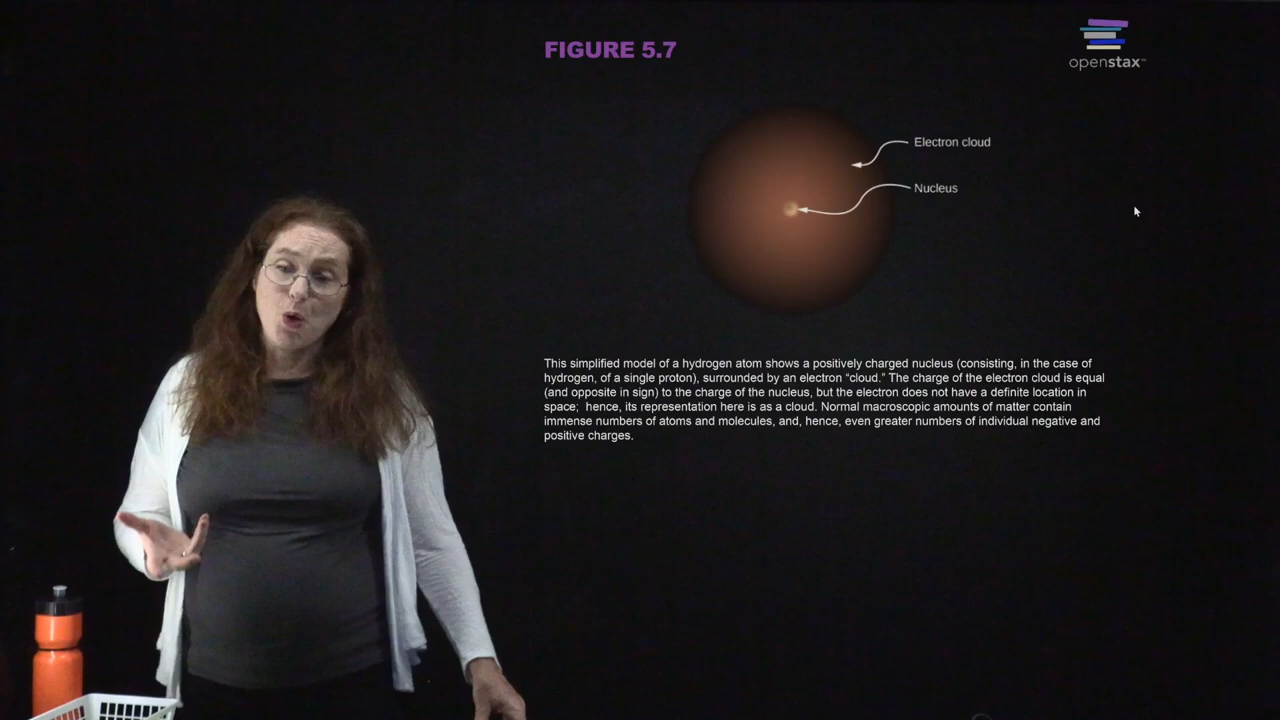 FIGURE 5.7
openstax™
Electron cloud
Nucleus
This simplified model of a hydrogen atom shows a positively charged nucleus (consisting, in the case of
hydrogen, of a single proton), surrounded by an electron “cloud.” The charge of the electron cloud is equal
(and opposite in sign) to the charge of the nucleus, but the electron does not have a definite location in
space;  hence, its representation here is as a cloud. Normal macroscopic amounts of matter contain
immense numbers of atoms and molecules, and, hence, even greater numbers of individual negative and
positive charges.